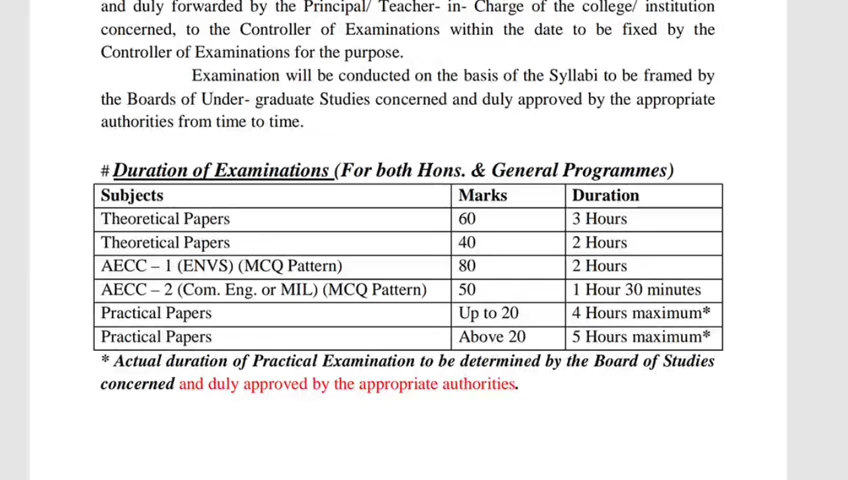 and duly forwarded by the Principal/ Teacher- in- Charge of the college/ institution
concerned, to the Controller of Examinations within the date to be fixed by the
Controller of Examinations for the purpose.
Examination will be conducted on the basis of the Syllabi to be framed by
the Boards of Under- graduate Studies concerned and duly approved by the appropriate
authorities from time to time.
# Duration of Examinations (For both Hons. & General Programmes)
Subjects Marks Duration
Theoretical Papers 60 3 Hours
Theoretical Papers 40 2 Hours
AECC – 1 (ENVS) (MCQ Pattern) 80 2 Hours
AECC – 2 (Com. Eng. or MIL) (MCQ Pattern) 50 1 Hour 30 minutes
Practical Papers Up to 20 4 Hours maximum*
Practical Papers Above 20 5 Hours maximum*
* Actual duration of Practical Examination to be determined by the Board of Studies
concerned and duly approved by the appropriate authorities.